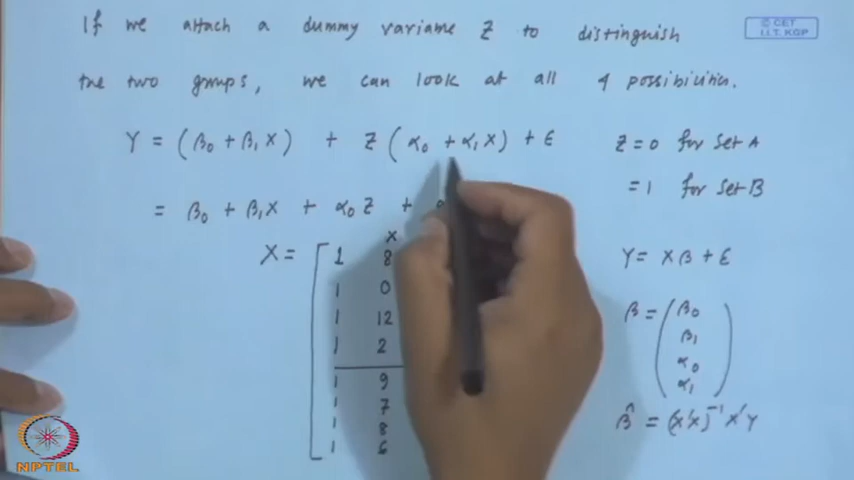 If we attach a dummy variame Z to distinguish
© CET
I.I.T. KGP
the two groups, we can look at all 4 possibilities.
Y = (β₀ + β₁X) + Z(α₀ + α₁X) + ε
Z = 0 for Set A
= β₀ + β₁X + α₀Z +
= 1 for Set B
X =
x
1 8
1 0
1 12
1 2
1 9
1 7
1 8
1 6
Y = Xβ + ε
β = (β₀
β₁
α₀
α₁)
β̂ = (X'X)⁻¹ X'Y
NPTEL